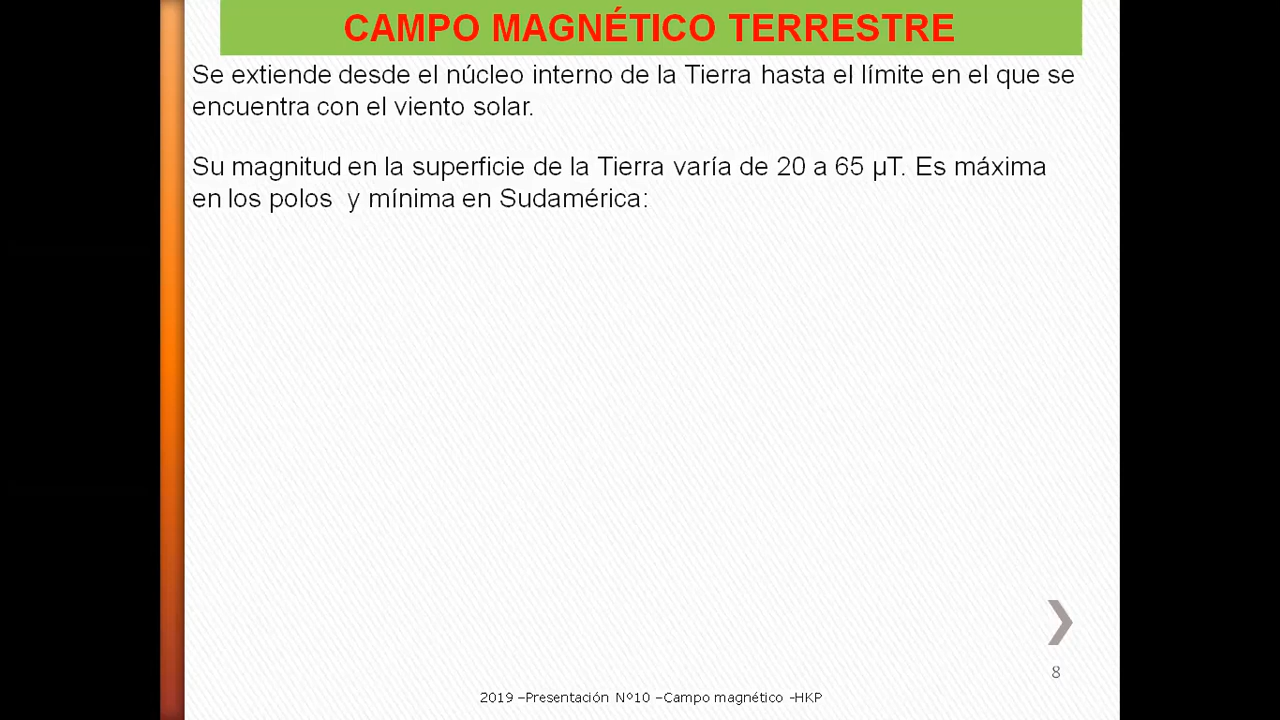 CAMPO MAGNÉTICO TERRESTRE
Se extiende desde el núcleo interno de la Tierra hasta el límite en el que se
encuentra con el viento solar.
Su magnitud en la superficie de la Tierra varía de 20 a 65 µT. Es máxima
en los polos  y mínima en Sudamérica:
8
2019 –Presentación Nº10 –Campo magnético -HKP